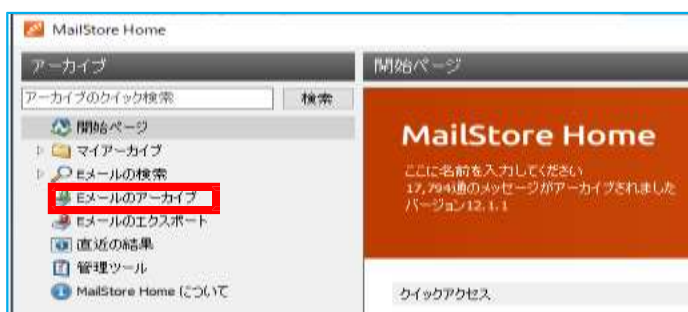 MailStore Home
アーカイブ
アーカイブのクイック検索
検索
開始ページ
マイアーカイブ
Eメールの検索
Eメールのアーカイブ
Eメールのエクスポート
直近の結果
管理ツール
MailStore Home について
開始ページ
MailStore Home
ここに名前を入力してください
17,794通のメッセージがアーカイブされました
バージョン12.1.1
クイックアクセス